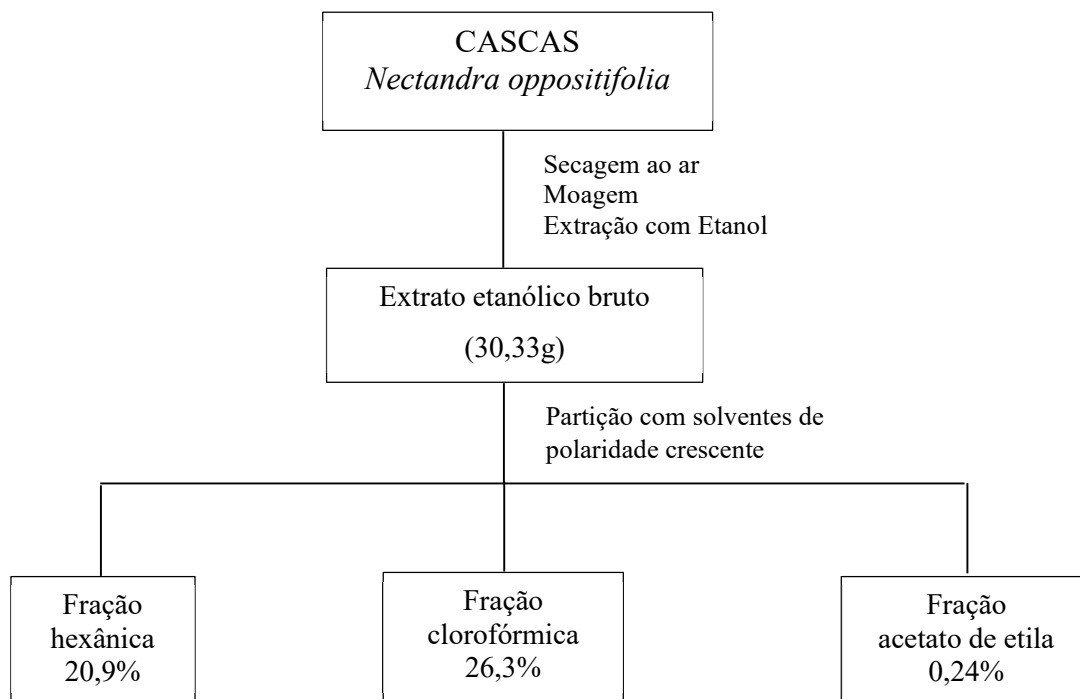 CASCAS
Nectandra oppositifolia
Secagem ao ar
Moagem
Extração com Etanol
Extrato etanólico bruto
(30,33g)
Partição com solventes de
polaridade crescente
Fração
hexânica
20,9%
Fração
clorofórmica
26,3%
Fração
acetato de etila
0,24%